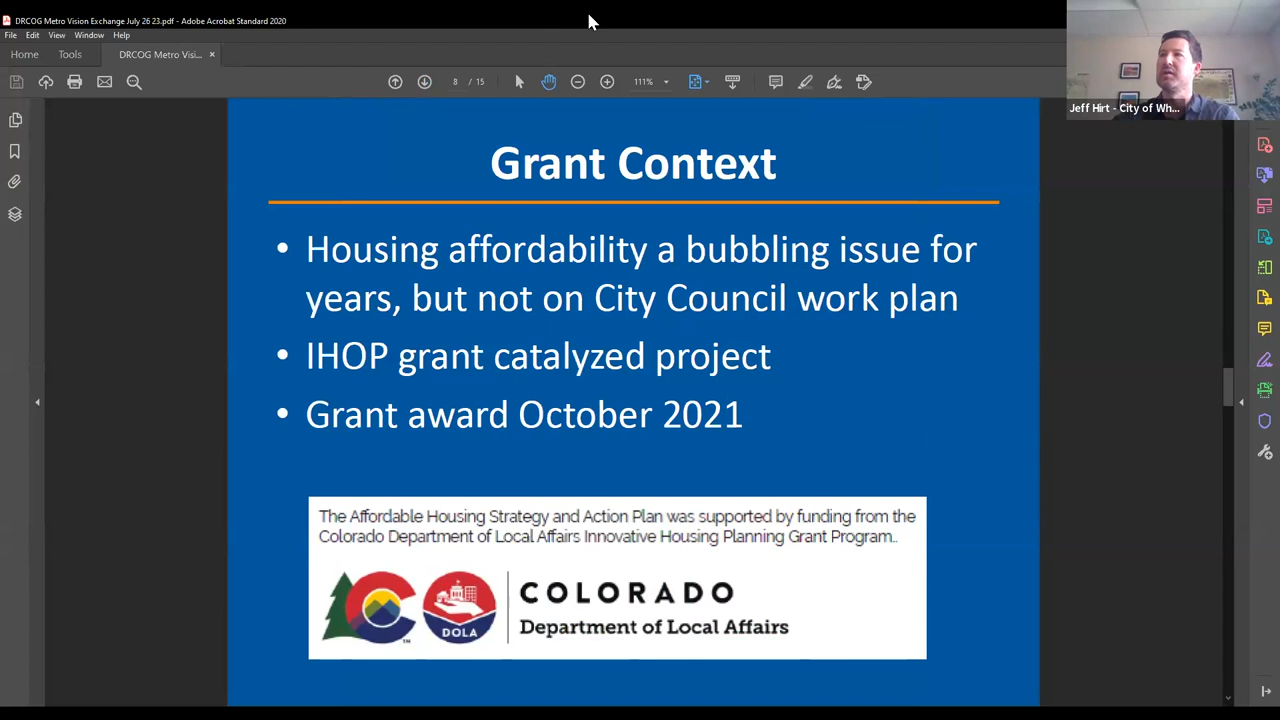 DRCOG Metro Vision Exchange July 26 23.pdf - Adobe Acrobat Standard 2020
File Edit View Window Help
Home Tools DRCOG Metro Visi... ×
8 / 15 111%
Jeff Hirt - City of Wh...
Grant Context
• Housing affordability a bubbling issue for
years, but not on City Council work plan
• IHOP grant catalyzed project
• Grant award October 2021
The Affordable Housing Strategy and Action Plan was supported by funding from the
Colorado Department of Local Affairs Innovative Housing Planning Grant Program..
COLORADO
Department of Local Affairs
DOLA
TM